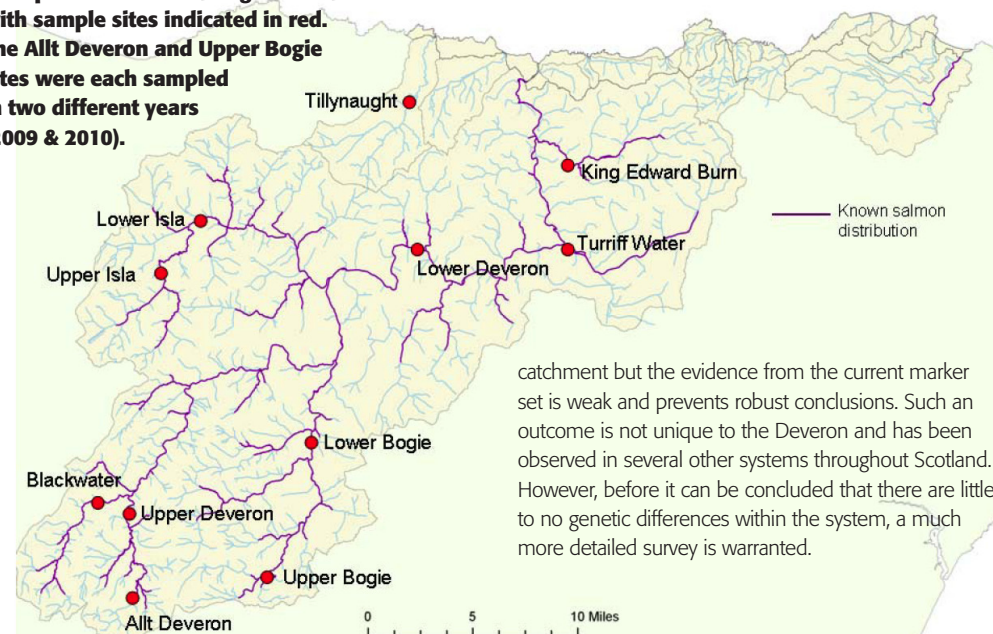 with sample sites indicated in red.
Allt Deveron and Upper Bogie
were each sampled
two different years
2009 & 2010).
Tillynaught
King Edward Burn
Lower Isla
Known salmon
distribution
Turriff Water
Upper Isla
Lower Deveron
catchment but the evidence from the current marker
set is weak and prevents robust conclusions. Such an
outcome is not unique to the Deveron and has been
observed in several other systems throughout Scotland.
However, before it can be concluded that there are little
to no genetic differences within the system, a much
more detailed survey is warranted.
Lower Bogie
Blackwater
Upper Deveron
Upper Bogie
Allt Deveron
0 5 10 Miles